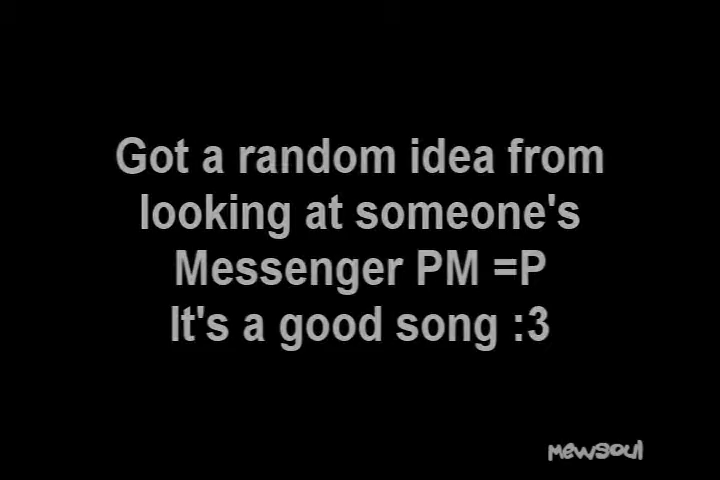 Got a random idea from
looking at someone's
Messenger PM =P
It's a good song :3
mewsoul